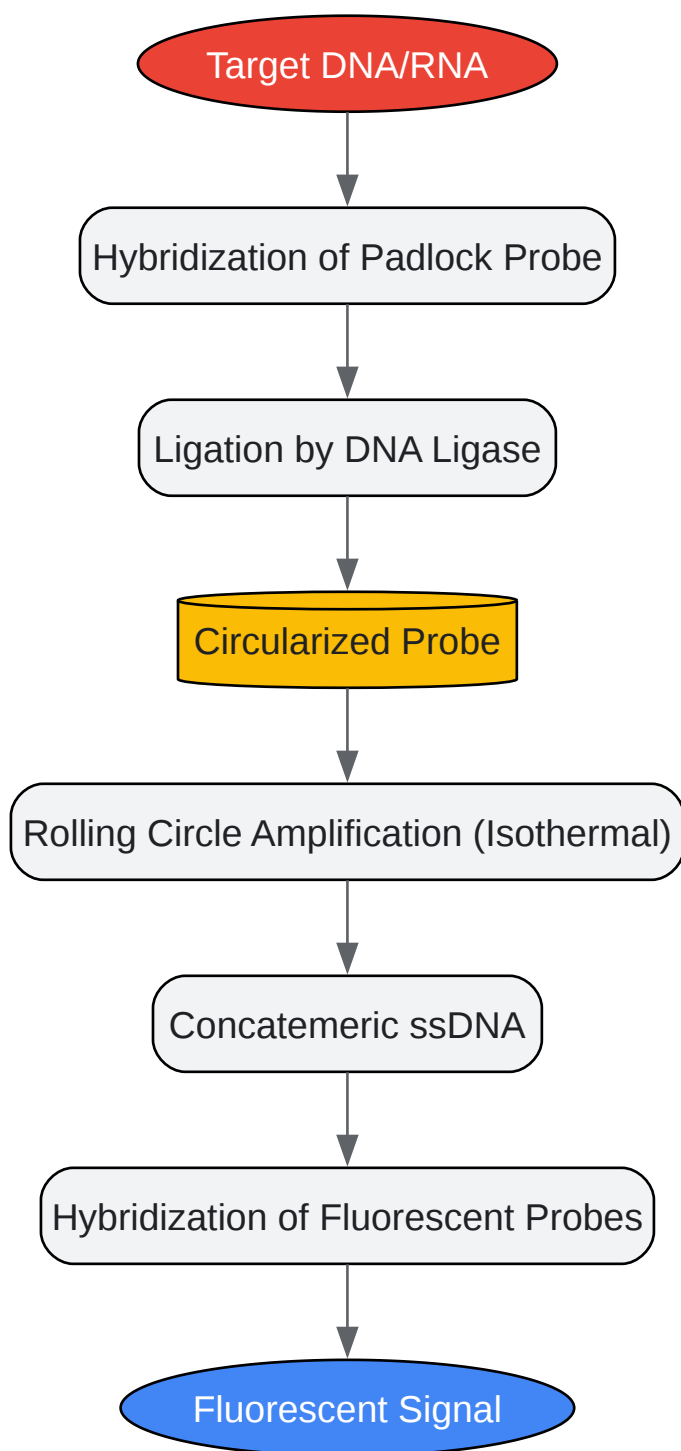 Target DNA/RNA
Hybridization of Padlock Probe
Ligation by DNA Ligase
Circularized Probe
Rolling Circle Amplification (Isothermal)
Concatemeric ssDNA
Hybridization of Fluorescent Probes
Fluorescent Signal